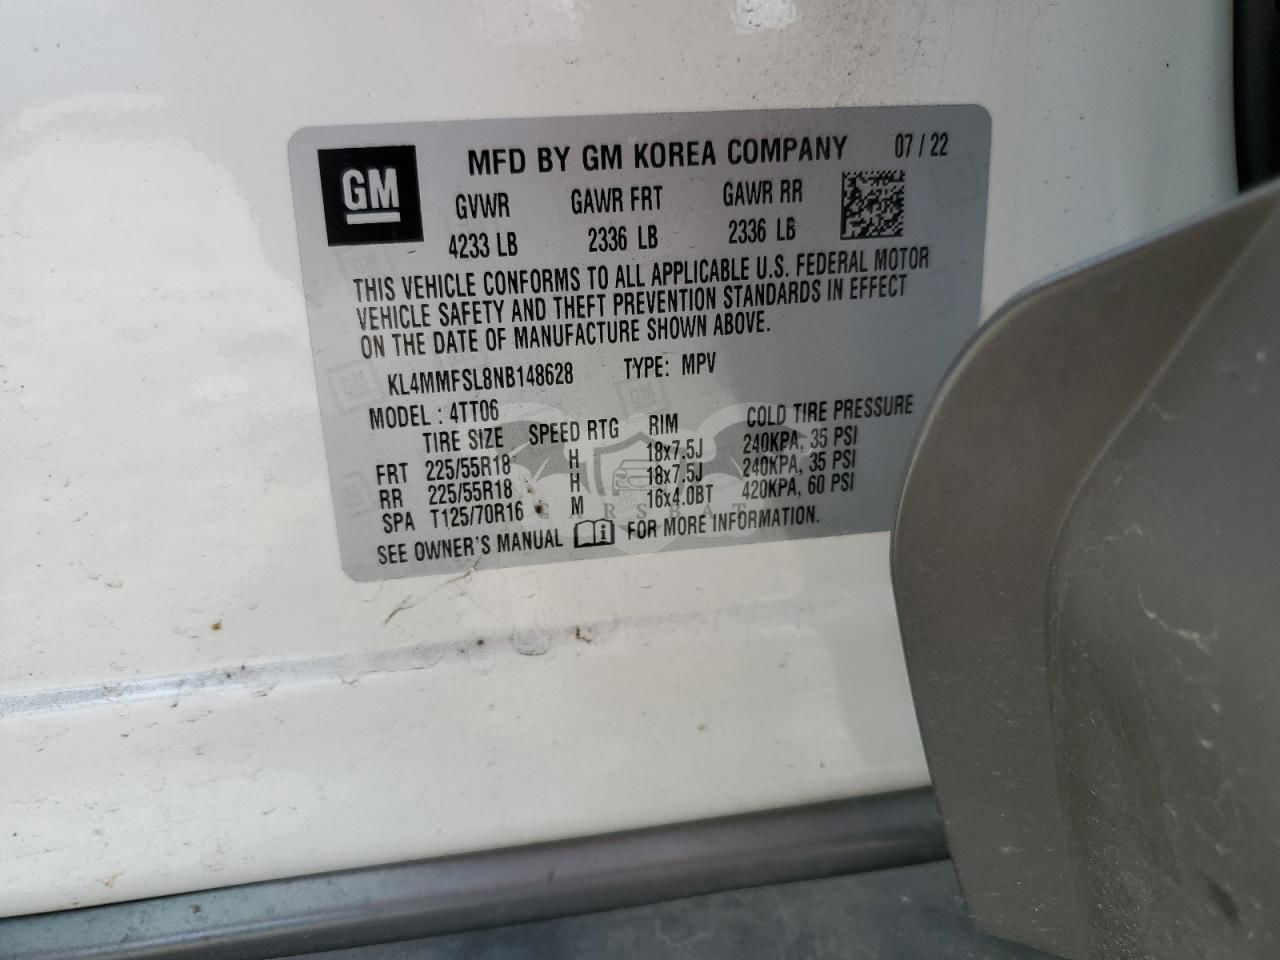 GM
MFD BY GM KOREA COMPANY 07 / 22
GVWR GAWR FRT GAWR RR
4233 LB 2336 LB 2336 LB
THIS VEHICLE CONFORMS TO ALL APPLICABLE U.S. FEDERAL MOTOR
VEHICLE SAFETY AND THEFT PREVENTION STANDARDS IN EFFECT
ON THE DATE OF MANUFACTURE SHOWN ABOVE.
KL4MMFSL8NB148628 TYPE: MPV
MODEL : 4TT06
TIRE SIZE SPEED RTG RIM COLD TIRE PRESSURE
FRT 225/55R18 H 18x7.5J 240KPA, 35 PSI
RR 225/55R18 H 18x7.5J 240KPA, 35 PSI
SPA T125/70R16 M 16x4.0BT 420KPA, 60 PSI
SEE OWNER'S MANUAL i FOR MORE INFORMATION.
CARSBAT